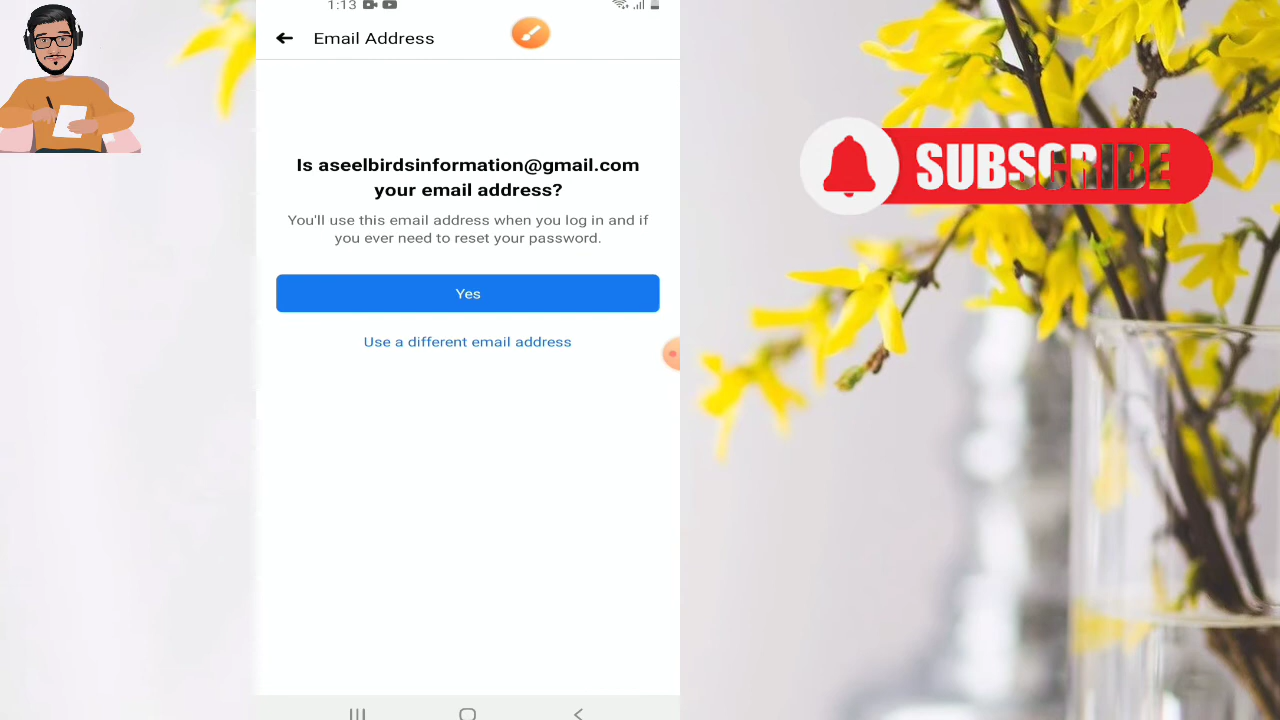 1:13
Email Address
Is aseelbirdsinformation@gmail.com
your email address?
You'll use this email address when you log in and if
you ever need to reset your password.
Yes
Use a different email address
SUBSCRIBE